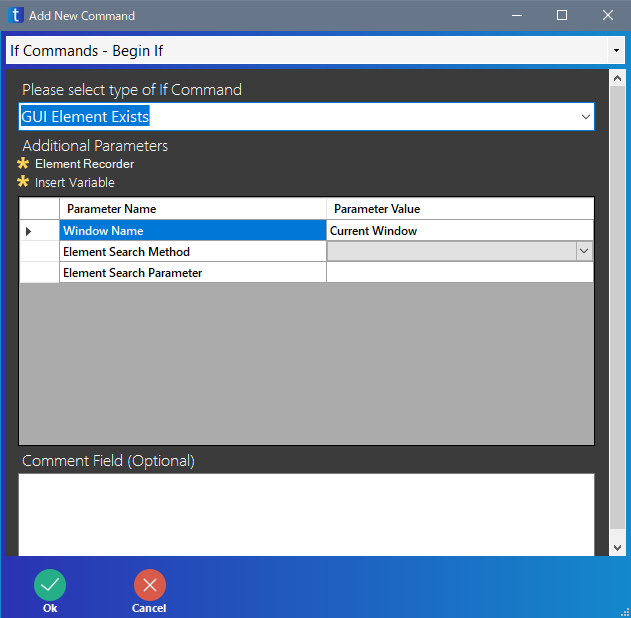 t Add New Command
If Commands - Begin If
Please select type of If Command
GUI Element Exists
Additional Parameters
Element Recorder
Insert Variable
Parameter Name Parameter Value
Window Name Current Window
Element Search Method
Element Search Parameter
Comment Field (Optional)
Ok Cancel